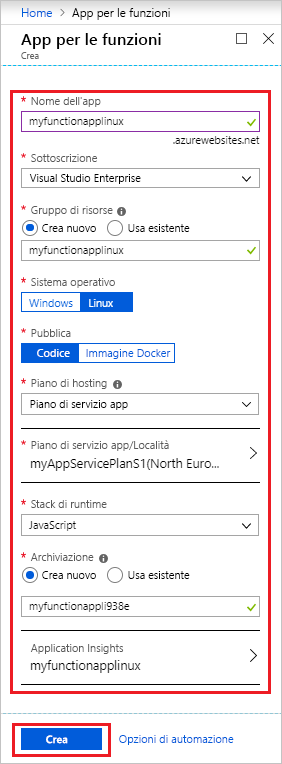 Home > App per le funzioni
App per le funzioni
Crea
* Nome dell'app
myfunctionapplinux
.azurewebsites.net
* Sottoscrizione
Visual Studio Enterprise
* Gruppo di risorse
Crea nuovo Usa esistente
myfunctionapplinux
* Sistema operativo
Windows Linux
* Pubblica
Codice Immagine Docker
* Piano di hosting
Piano di servizio app
* Piano di servizio app/Località
myAppServicePlanS1(North Euro...
* Stack di runtime
JavaScript
* Archiviazione
Crea nuovo Usa esistente
myfunctionappli938e
Application Insights
myfunctionapplinux
Crea Opzioni di automazione